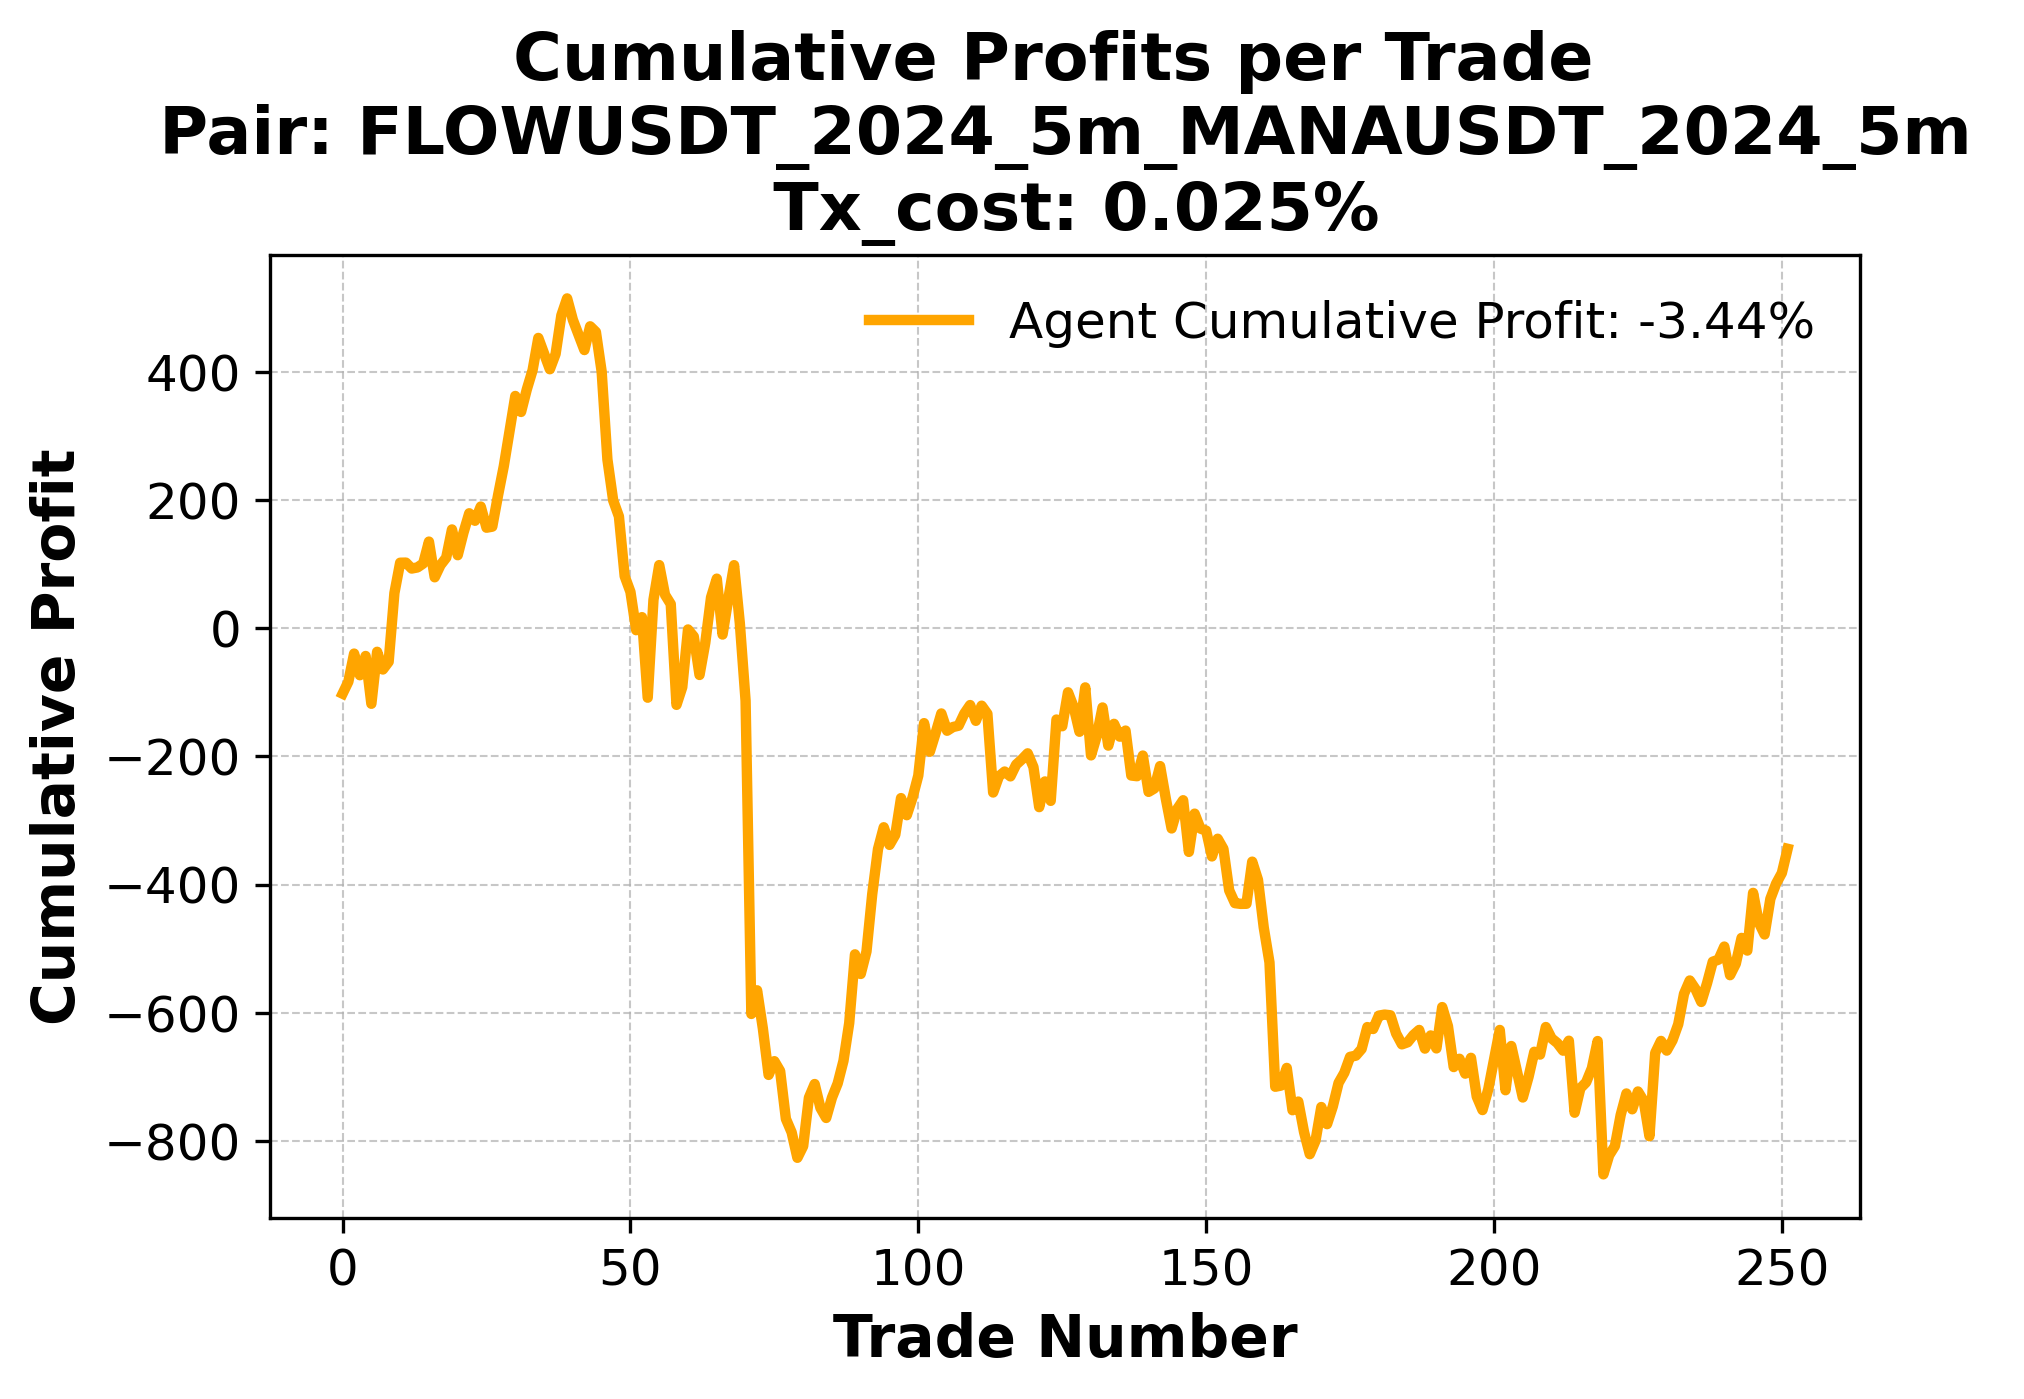 Cumulative Profits per Trade
Pair: FLOWUSDT_2024_5m_MANAUSDT_2024_5m
Tx_cost: 0.025%
Agent Cumulative Profit: -3.44%
Cumulative Profit
400
200
0
−200
−400
−600
−800
0 50 100 150 200 250
Trade Number